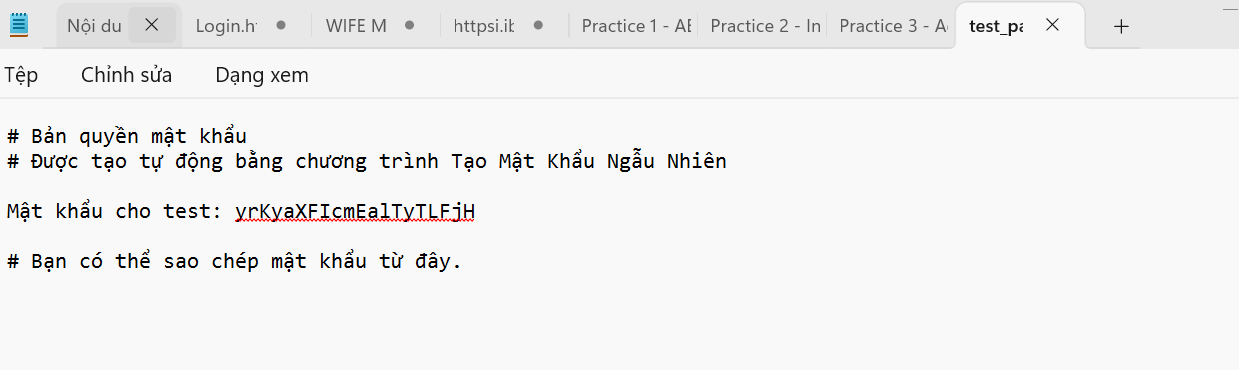 Nội du
Login.h
WIFE M
httpsi.ib
Practice 1 - AE
Practice 2 - In
Practice 3 - A
test_pa
Tệp
Chỉnh sửa
Dạng xem
# Bản quyền mật khẩu
# Được tạo tự động bằng chương trình Tạo Mật Khẩu Ngẫu Nhiên
Mật khẩu cho test: yrKyaXFIcmEalTyTLFjH
# Bạn có thể sao chép mật khẩu từ đây.